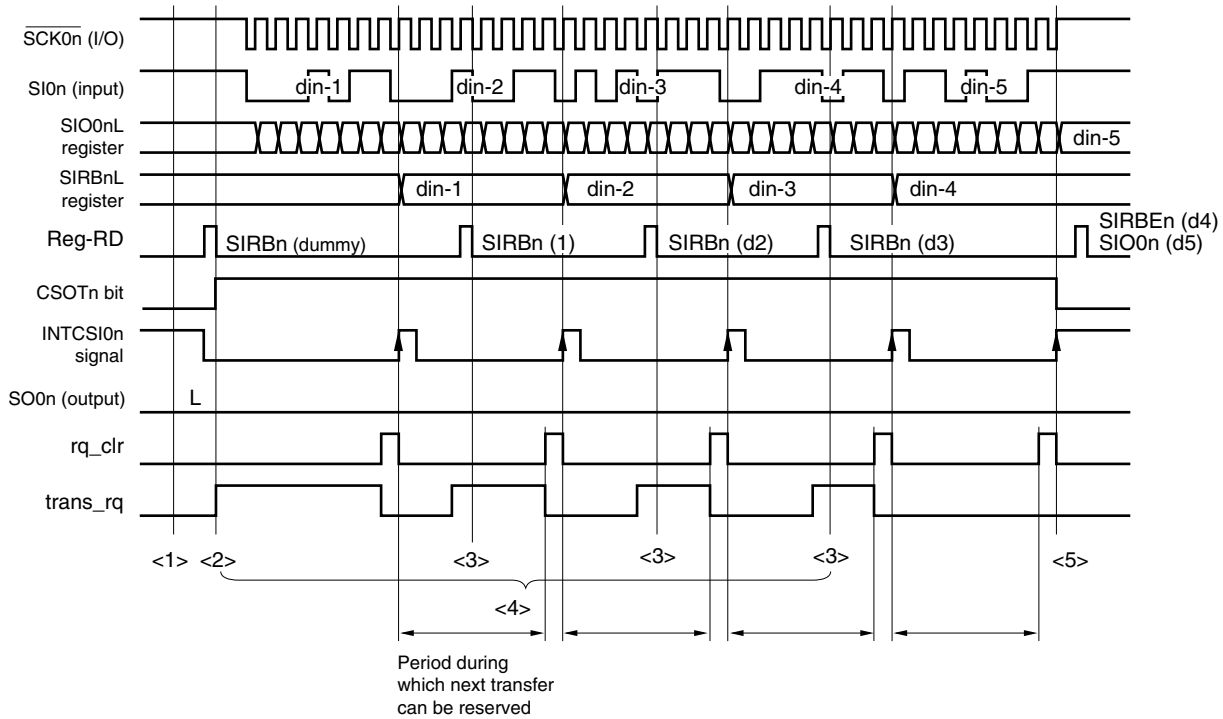 SCK0n (I/O)
SI0n (input) din-1 din-2 din-3 din-4 din-5
SIO0nL
register
din-5
SIRBnL
register
din-1 din-2 din-3 din-4
Reg-RD SIRBn (dummy) SIRBn (1) SIRBn (d2) SIRBn (d3)
SIRBEn (d4)
SIO0n (d5)
CSOTn bit
INTCSI0n
signal
SO0n (output) L
rq_clr
trans_rq
<1> <2> <3> <3> <3> <5>
<4>
Period during
which next transfer
can be reserved